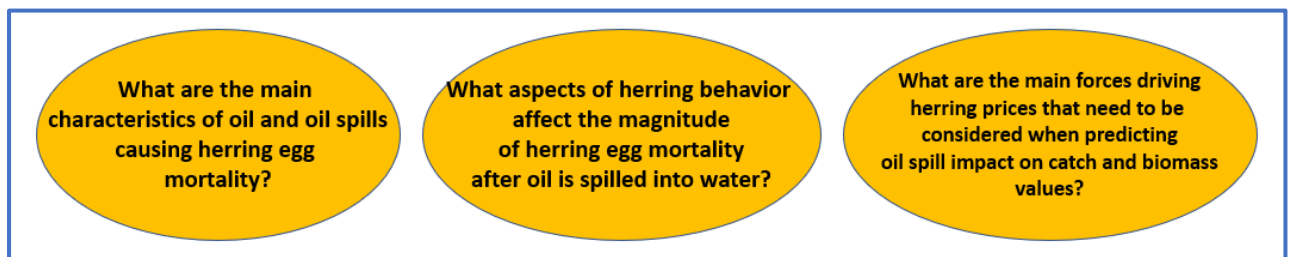 What are the main
characteristics of oil and oil spills
causing herring egg
mortality?
What aspects of herring behavior
affect the magnitude
of herring egg mortality
after oil is spilled into water?
What are the main forces driving
herring prices that need to be
considered when predicting
oil spill impact on catch and biomass
values?